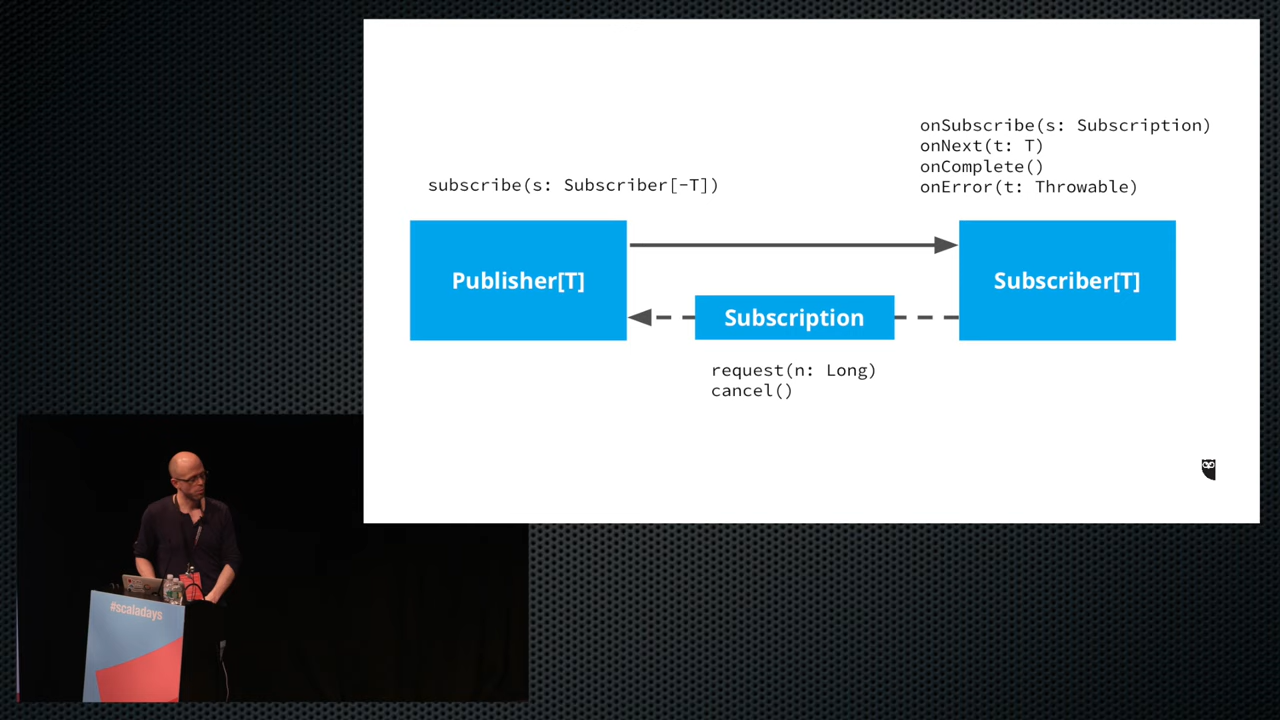 onSubscribe(s: Subscription)
onNext(t: T)
onComplete()
onError(t: Throwable)
subscribe(s: Subscriber[-T])
Publisher[T]
Subscriber[T]
Subscription
request(n: Long)
cancel()
#scaladays